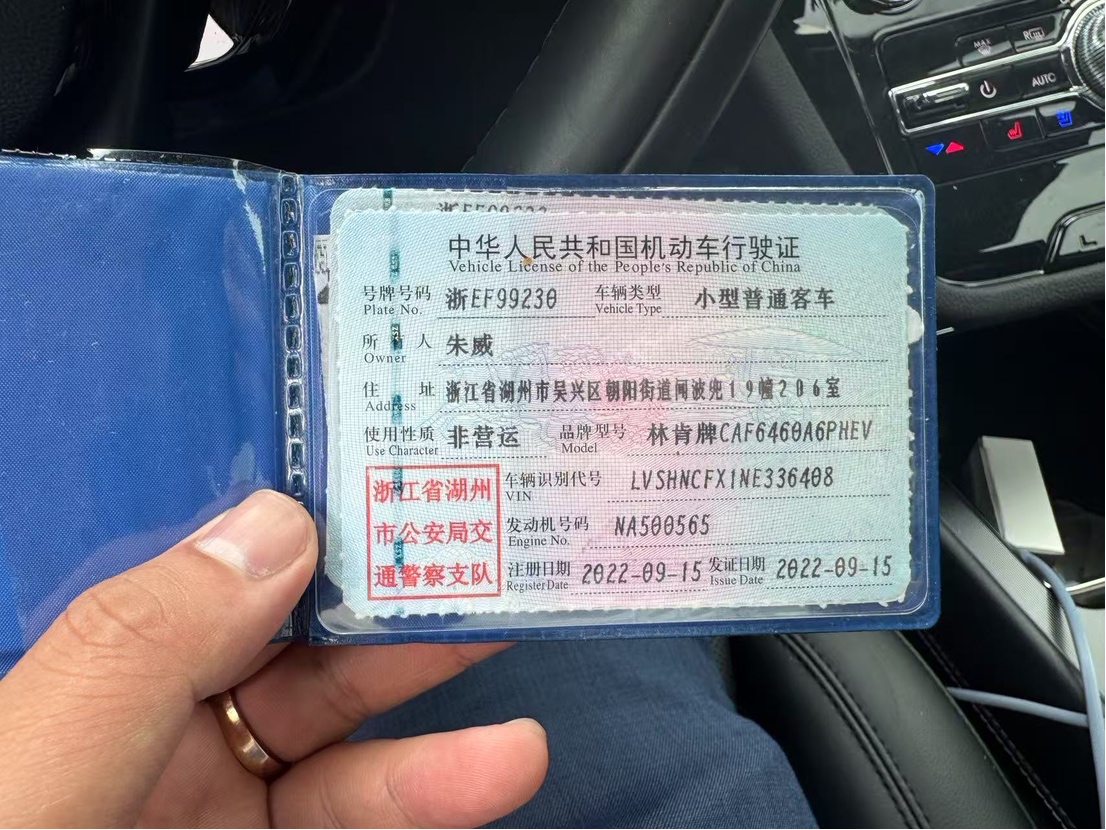 中华人民共和国机动车行驶证
Vehicle License of the People's Republic of China
号牌号码 浙EF99230 车辆类型 小型普通客车
Plate No. Vehicle Type
所 人 朱威
Owner
住 址 浙江省湖州市吴兴区朝阳街道闻波兜19幢206室
Address
使用性质 非营运 品牌型号 林肯牌CAF6460A6PHEV
Use Character Model
浙江省湖州
市公安局交
通警察支队
车辆识别代号 LVSHNCFX1NE336408
VIN
发动机号码 NA500565
Engine No.
注册日期 2022-09-15 发证日期 2022-09-15
Register Date Issue Date
MAX
AUTO